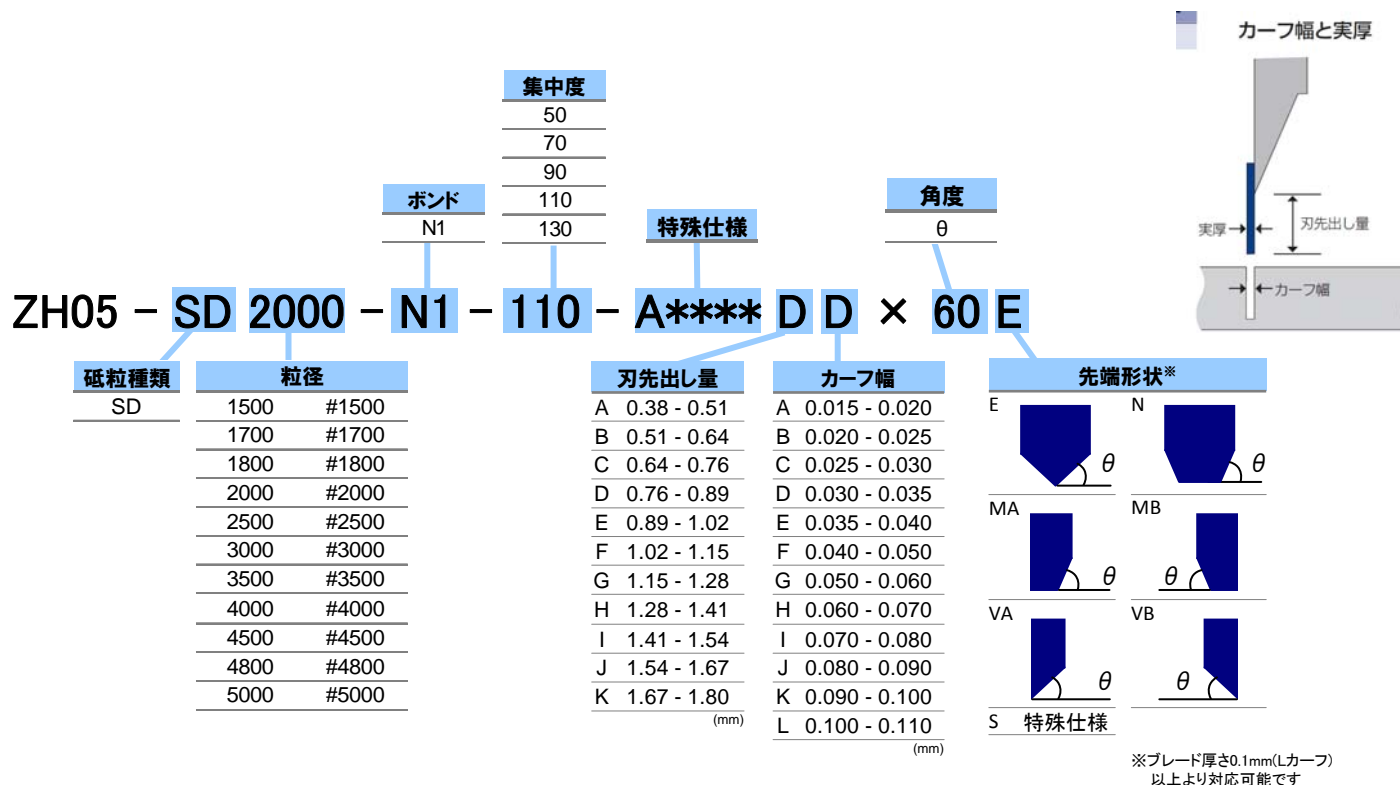 カーフ幅と実厚
実厚
刃先出し量
カーフ幅
集中度
50
70
90
110
130
ボンド
N1
特殊仕様
角度
θ
ZH05 − SD 2000 − N1 − 110 − A**** D D × 60 E
砥粒種類
SD
粒径
1500 #1500
1700 #1700
1800 #1800
2000 #2000
2500 #2500
3000 #3000
3500 #3500
4000 #4000
4500 #4500
4800 #4800
5000 #5000
刃先出し量
A 0.38 - 0.51
B 0.51 - 0.64
C 0.64 - 0.76
D 0.76 - 0.89
E 0.89 - 1.02
F 1.02 - 1.15
G 1.15 - 1.28
H 1.28 - 1.41
I 1.41 - 1.54
J 1.54 - 1.67
K 1.67 - 1.80
(mm)
カーフ幅
A 0.015 - 0.020
B 0.020 - 0.025
C 0.025 - 0.030
D 0.030 - 0.035
E 0.035 - 0.040
F 0.040 - 0.050
G 0.050 - 0.060
H 0.060 - 0.070
I 0.070 - 0.080
J 0.080 - 0.090
K 0.090 - 0.100
L 0.100 - 0.110
(mm)
先端形状※
E θ N θ
MA θ MB θ
VA θ VB θ
S 特殊仕様
※ブレード厚さ0.1mm(Lカーフ)
以上より対応可能です